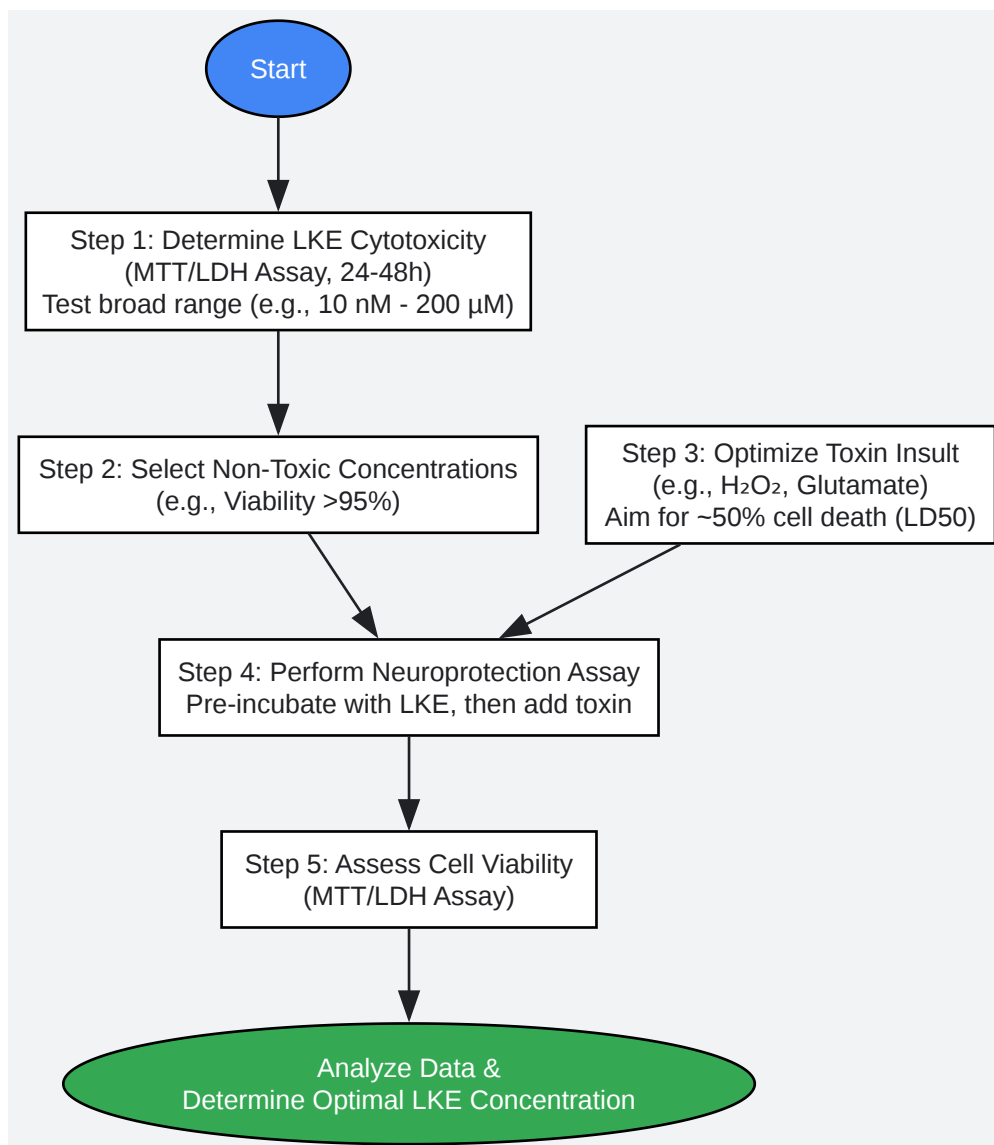 Start
Step 1: Determine LKE Cytotoxicity
(MTT/LDH Assay, 24-48h)
Test broad range (e.g., 10 nM - 200 µM)
Step 2: Select Non-Toxic Concentrations
(e.g., Viability >95%)
Step 3: Optimize Toxin Insult
(e.g., H₂O₂, Glutamate)
Aim for ~50% cell death (LD50)
Step 4: Perform Neuroprotection Assay
Pre-incubate with LKE, then add toxin
Step 5: Assess Cell Viability
(MTT/LDH Assay)
Analyze Data &
Determine Optimal LKE Concentration